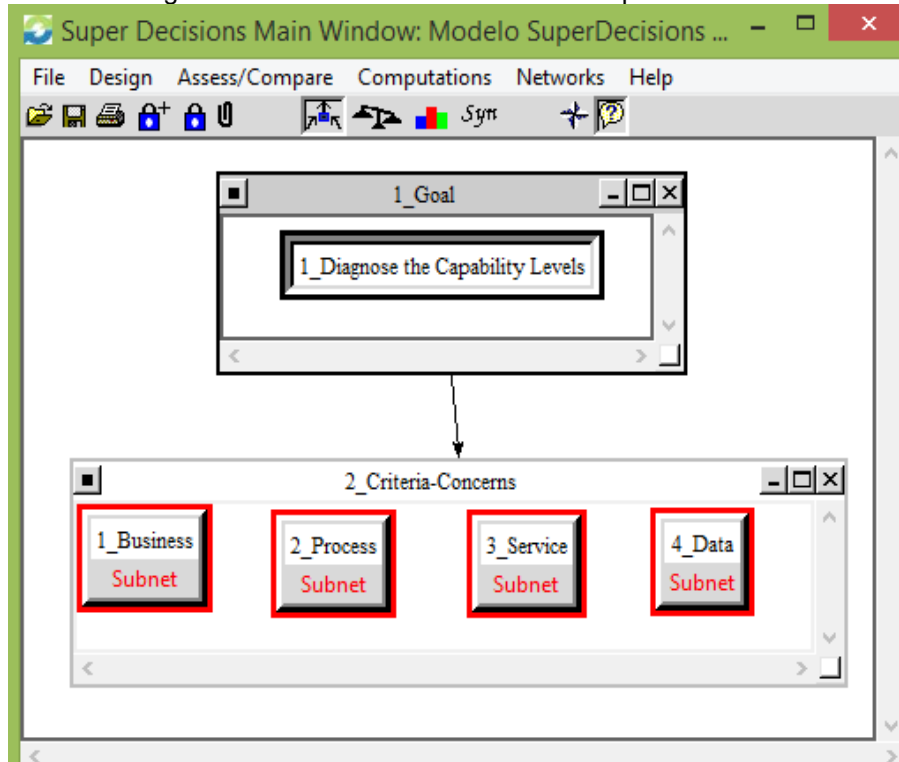 Super Decisions Main Window: Modelo SuperDecisions ...
File Design Assess/Compare Computations Networks Help
Syn
1_Goal
1_Diagnose the Capability Levels
2_Criteria-Concerns
1_Business 2_Process 3_Service 4_Data
Subnet Subnet Subnet Subnet